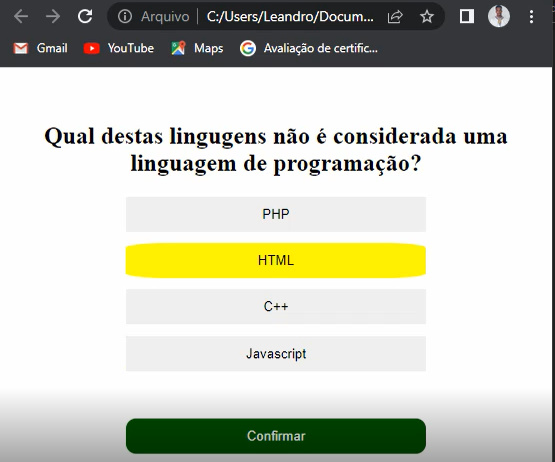 Arquivo C:/Users/Leandro/Docum...
Gmail YouTube Maps Avaliação de certific...
Qual destas lingugens não é considerada uma
linguagem de programação?
PHP
HTML
C++
Javascript
Confirmar